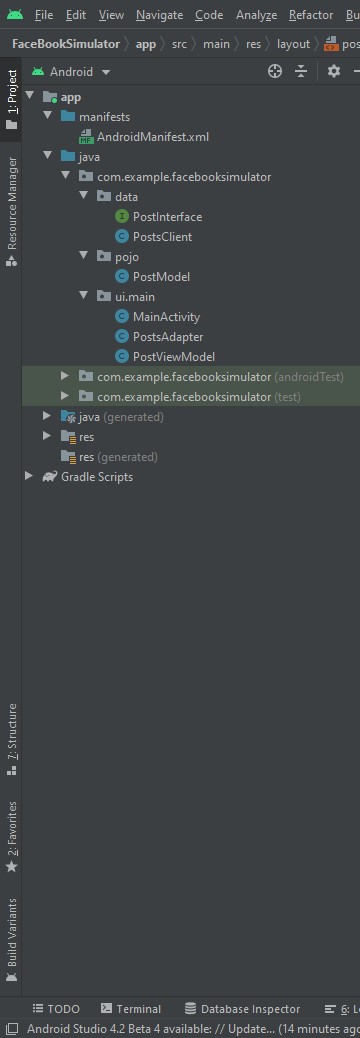 File Edit View Navigate Code Analyze Refactor Bu
FaceBookSimulator app src main res layout pos
1: Project
Android
app
manifests
MF AndroidManifest.xml
java
com.example.facebooksimulator
data
I PostInterface
C PostsClient
pojo
C PostModel
ui.main
C MainActivity
C PostsAdapter
C PostViewModel
com.example.facebooksimulator (androidTest)
com.example.facebooksimulator (test)
java (generated)
res
res (generated)
Gradle Scripts
Resource Manager
7: Structure
2: Favorites
Build Variants
TODO Terminal Database Inspector 6: Lo
Android Studio 4.2 Beta 4 available: // Update... (14 minutes ago